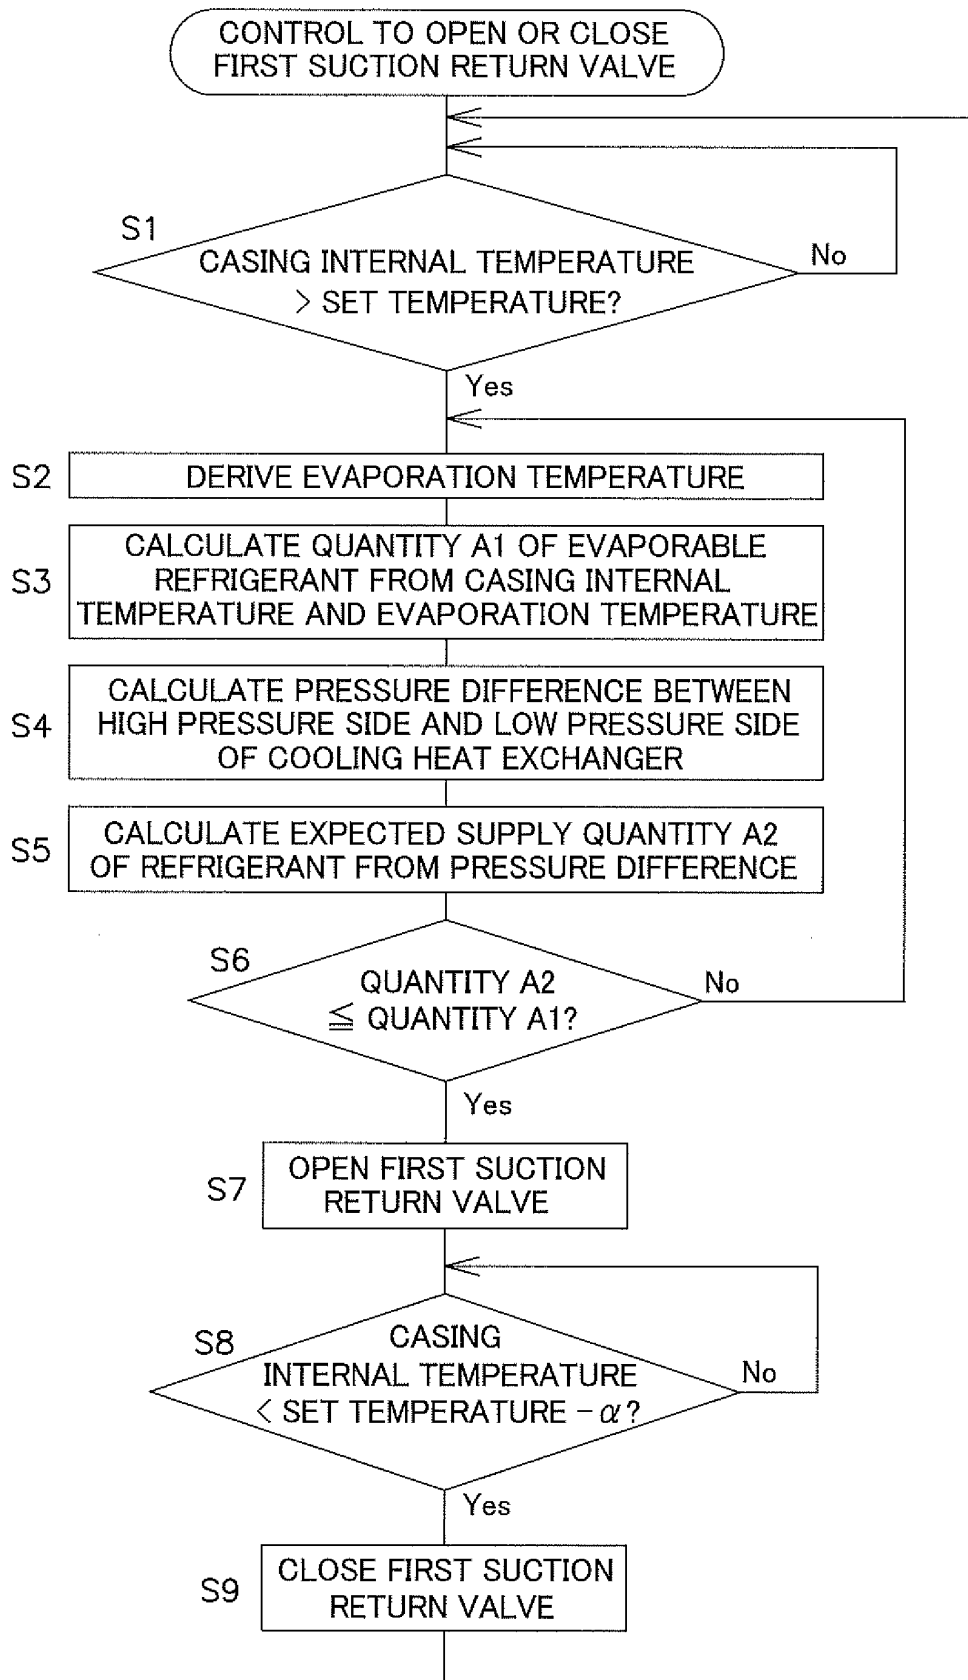 CONTROL TO OPEN OR CLOSE
FIRST SUCTION RETURN VALVE
S1
CASING INTERNAL TEMPERATURE
> SET TEMPERATURE?
No
Yes
S2
DERIVE EVAPORATION TEMPERATURE
S3
CALCULATE QUANTITY A1 OF EVAPORABLE
REFRIGERANT FROM CASING INTERNAL
TEMPERATURE AND EVAPORATION TEMPERATURE
S4
CALCULATE PRESSURE DIFFERENCE BETWEEN
HIGH PRESSURE SIDE AND LOW PRESSURE SIDE
OF COOLING HEAT EXCHANGER
S5
CALCULATE EXPECTED SUPPLY QUANTITY A2
OF REFRIGERANT FROM PRESSURE DIFFERENCE
S6
QUANTITY A2
≦ QUANTITY A1?
No
Yes
S7
OPEN FIRST SUCTION
RETURN VALVE
S8
CASING
INTERNAL TEMPERATURE
< SET TEMPERATURE − α?
No
Yes
S9
CLOSE FIRST SUCTION
RETURN VALVE